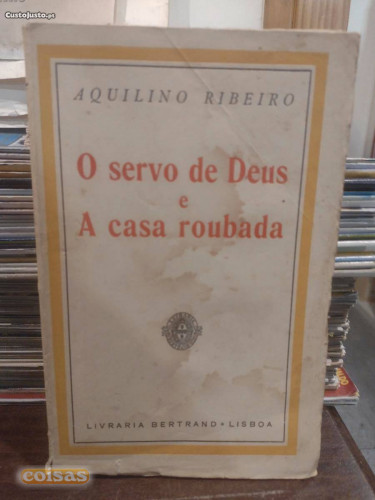 CustoJusto.pt
AQUILINO RIBEIRO
O servo de Deus
e
A casa roubada
LIVRARIA BERTRAND • LISBOA
coisas